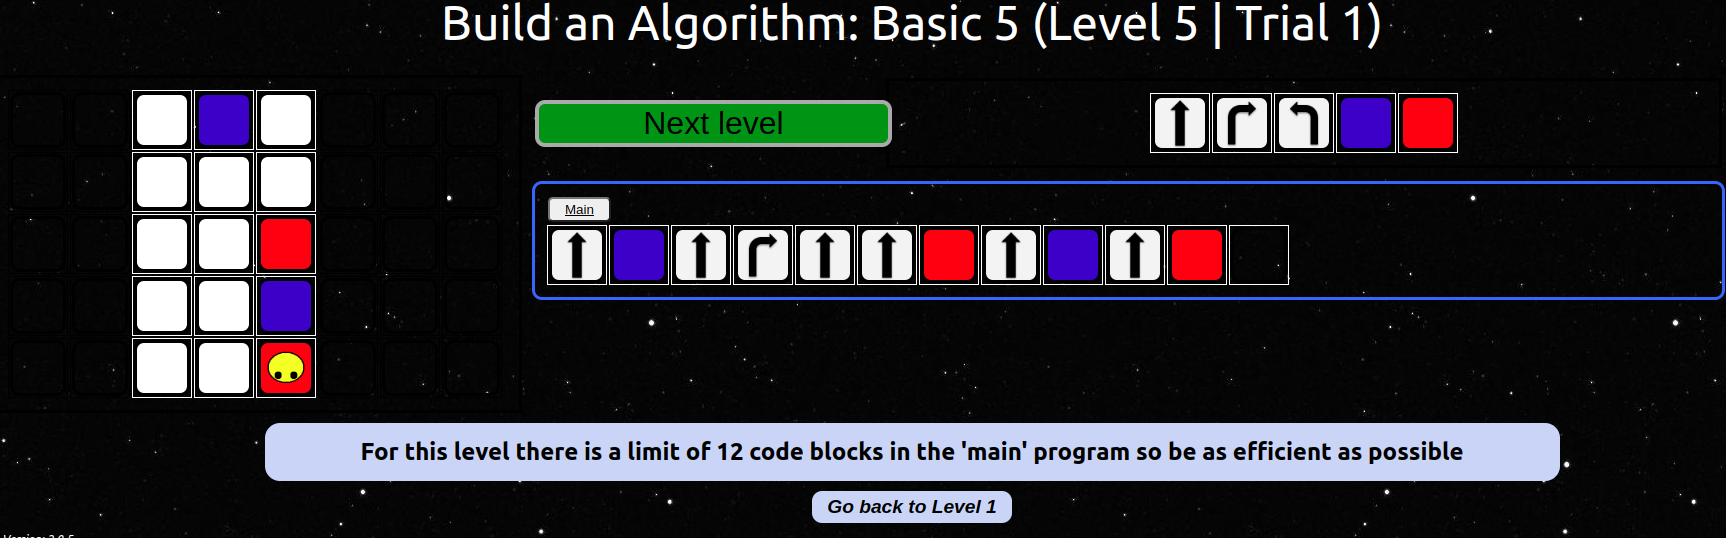 Build an Algorithm: Basic 5 (Level 5 | Trial 1)
Next level
Main
For this level there is a limit of 12 code blocks in the 'main' program so be as efficient as possible
Go back to Level 1